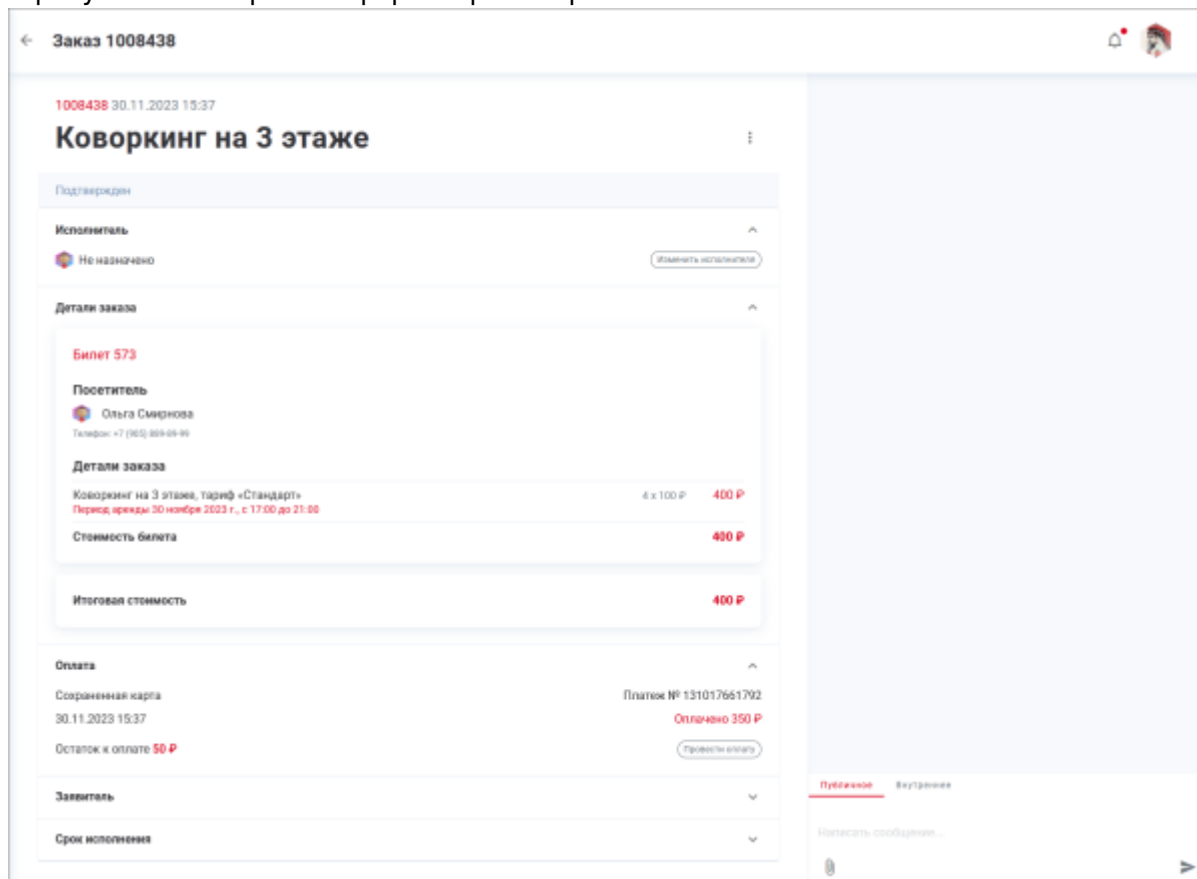 Заказ 1008438
1008438 30.11.2023 15:37
Коворкинг на 3 этаже
Подтвержден
Исполнитель
Не назначено
Изменить исполнителя
Детали заказа
Билет 573
Посетитель
Ольга Смирнова
Телефон: +7 (905) 889-89-99
Детали заказа
Коворкинг на 3 этаже, тариф «Стандарт» 4 x 100 ₽ 400 ₽
Период аренды 30 ноября 2023 г., с 17:00 до 21:00
Стоимость билета 400 ₽
Итоговая стоимость 400 ₽
Оплата
Сохраненная карта Платеж № 131017661792
30.11.2023 15:37 Оплачено 350 ₽
Остаток к оплате 50 ₽ Провести оплату
Заявитель
Срок исполнения
Публичное Внутреннее
Написать сообщение...